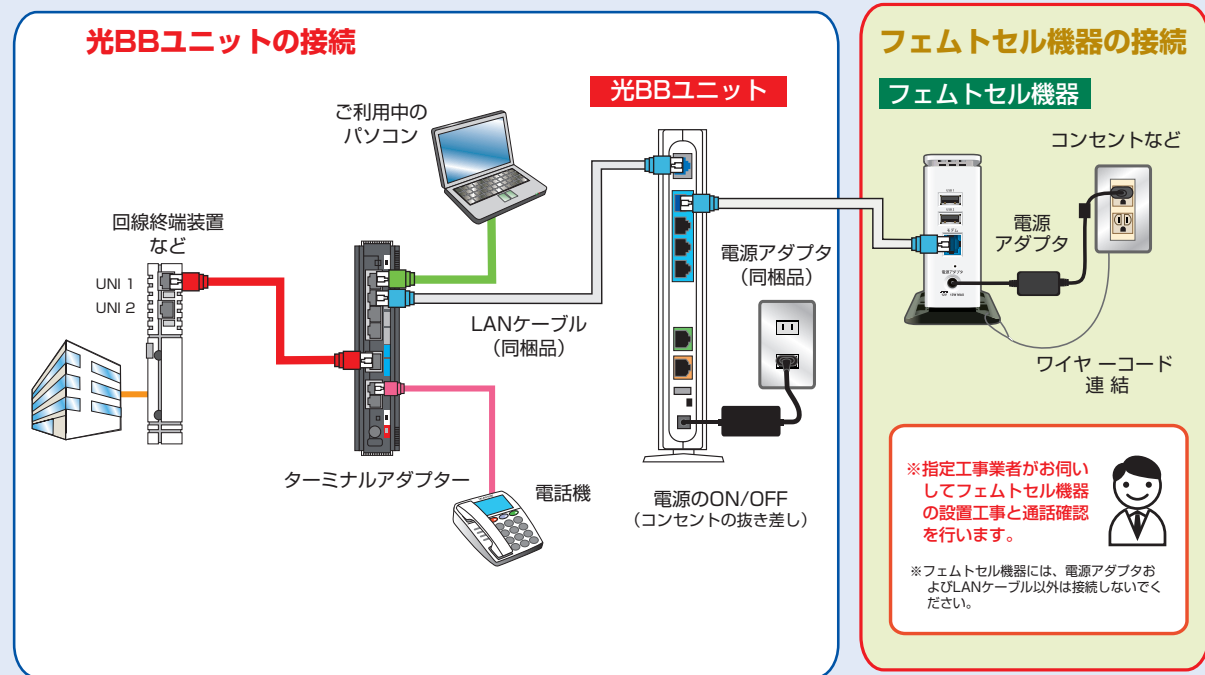 光BBユニットの接続
光BBユニット
ご利用中の
パソコン
回線終端装置
など
UNI 1
UNI 2
LANケーブル
（同梱品）
電源アダプタ
（同梱品）
ターミナルアダプター
電話機
電源のON/OFF
（コンセントの抜き差し）
フェムトセル機器の接続
フェムトセル機器
コンセントなど
モデム
電源アダプタ
電源
アダプタ
ワイヤーコード
連 結
※指定工事業者がお伺い
してフェムトセル機器
の設置工事と通話確認
を行います。
※フェムトセル機器には、電源アダプタお
よびLANケーブル以外は接続しないでく
ださい。